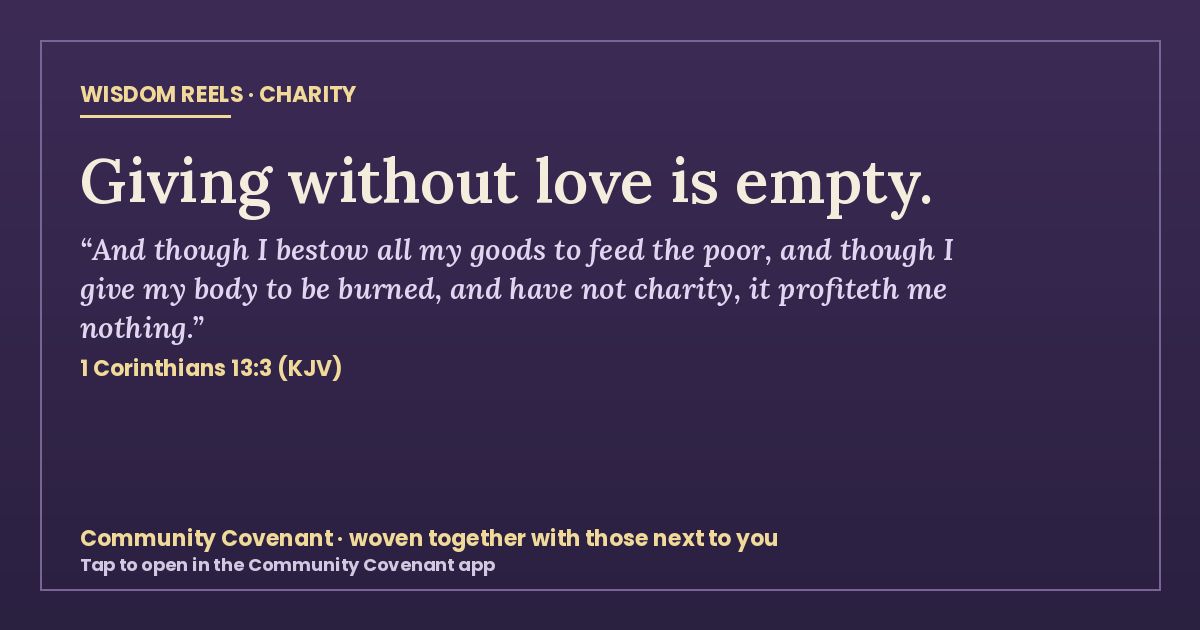 WISDOM REELS · CHARITY
Giving without love is empty.
“And though I bestow all my goods to feed the poor, and though I
give my body to be burned, and have not charity, it profiteth me
nothing.”
1 Corinthians 13:3 (KJV)
Community Covenant · woven together with those next to you
Tap to open in the Community Covenant app